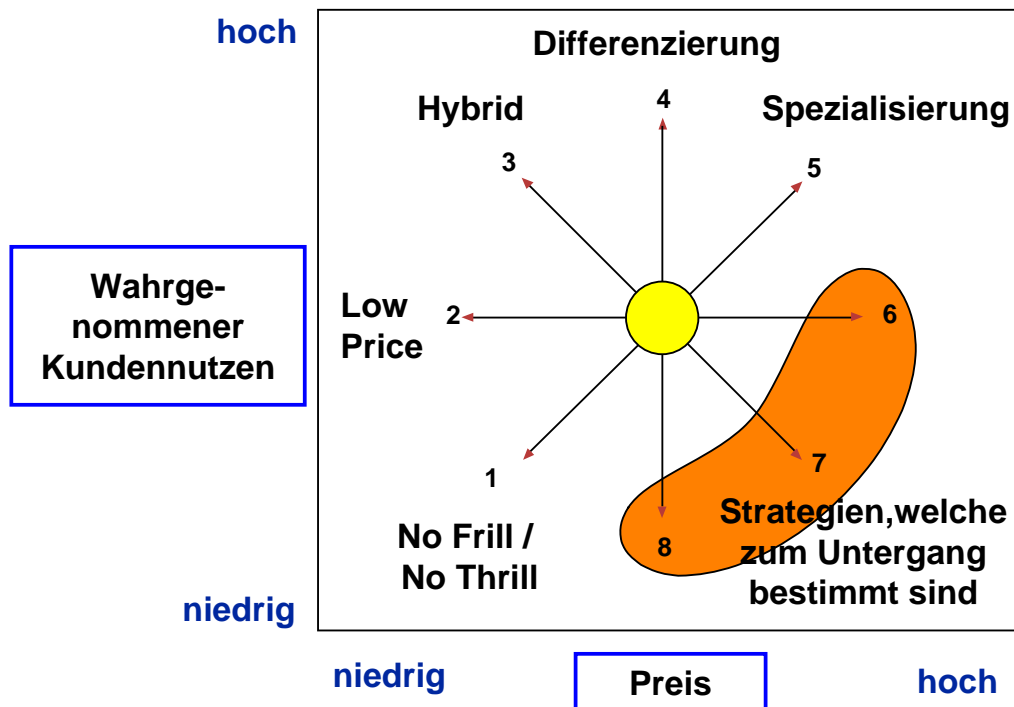 hoch
Differenzierung
4
Hybrid
Spezialisierung
3
5
Wahrge-
nommener
Kundennutzen
Low
Price
2
6
1
7
No Frill /
No Thrill
8
Strategien,welche
zum Untergang
bestimmt sind
niedrig
niedrig
Preis
hoch